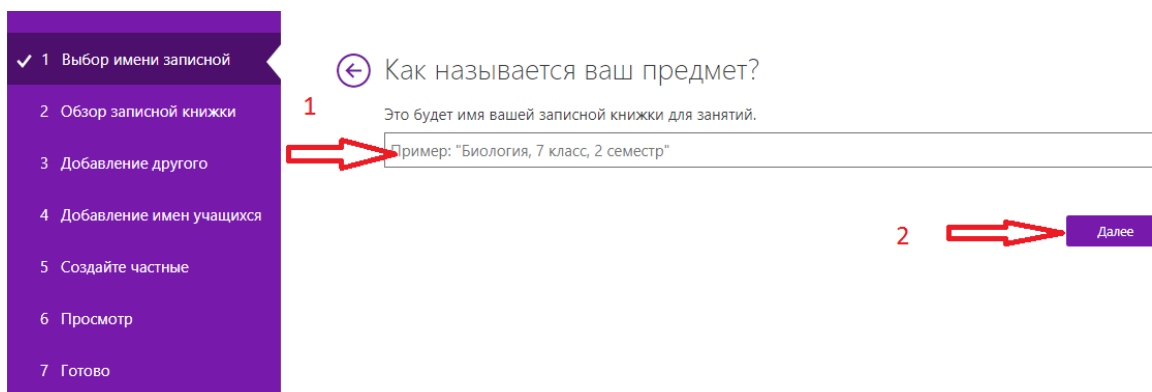 1 Выбор имени записной
2 Обзор записной книжки
3 Добавление другого
4 Добавление имен учащихся
5 Создайте частные
6 Просмотр
7 Готово
Как называется ваш предмет?
1
Это будет имя вашей записной книжки для занятий.
Пример: "Биология, 7 класс, 2 семестр"
2
Далее